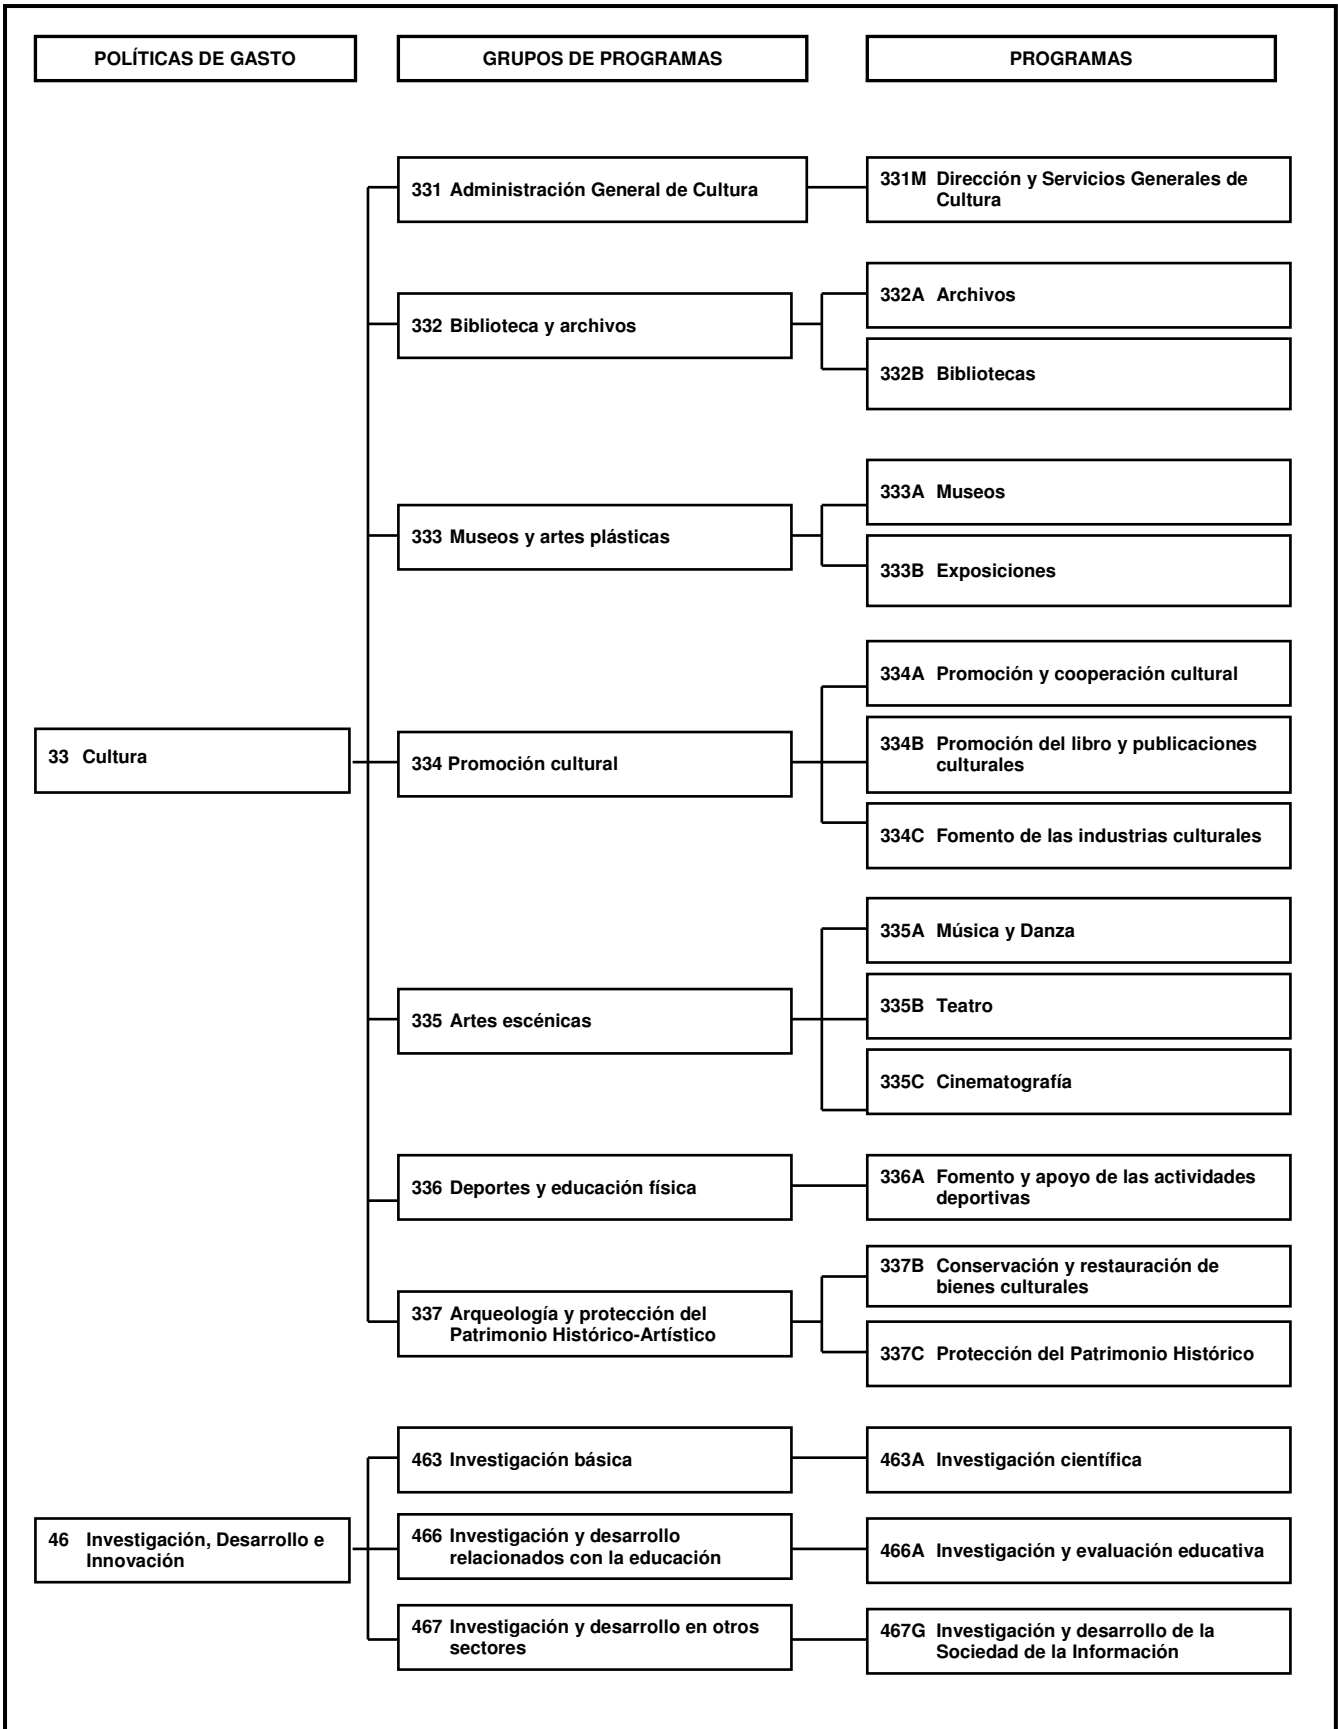 POLÍTICAS DE GASTO
GRUPOS DE PROGRAMAS
PROGRAMAS
331 Administración General de Cultura
331M Dirección y Servicios Generales de
Cultura
332 Biblioteca y archivos
332A Archivos
332B Bibliotecas
333 Museos y artes plásticas
333A Museos
333B Exposiciones
33 Cultura
334 Promoción cultural
334A Promoción y cooperación cultural
334B Promoción del libro y publicaciones
culturales
334C Fomento de las industrias culturales
335 Artes escénicas
335A Música y Danza
335B Teatro
335C Cinematografía
336 Deportes y educación física
336A Fomento y apoyo de las actividades
deportivas
337 Arqueología y protección del
Patrimonio Histórico-Artístico
337B Conservación y restauración de
bienes culturales
337C Protección del Patrimonio Histórico
46 Investigación, Desarrollo e
Innovación
463 Investigación básica
463A Investigación científica
466 Investigación y desarrollo
relacionados con la educación
466A Investigación y evaluación educativa
467 Investigación y desarrollo en otros
sectores
467G Investigación y desarrollo de la
Sociedad de la Información